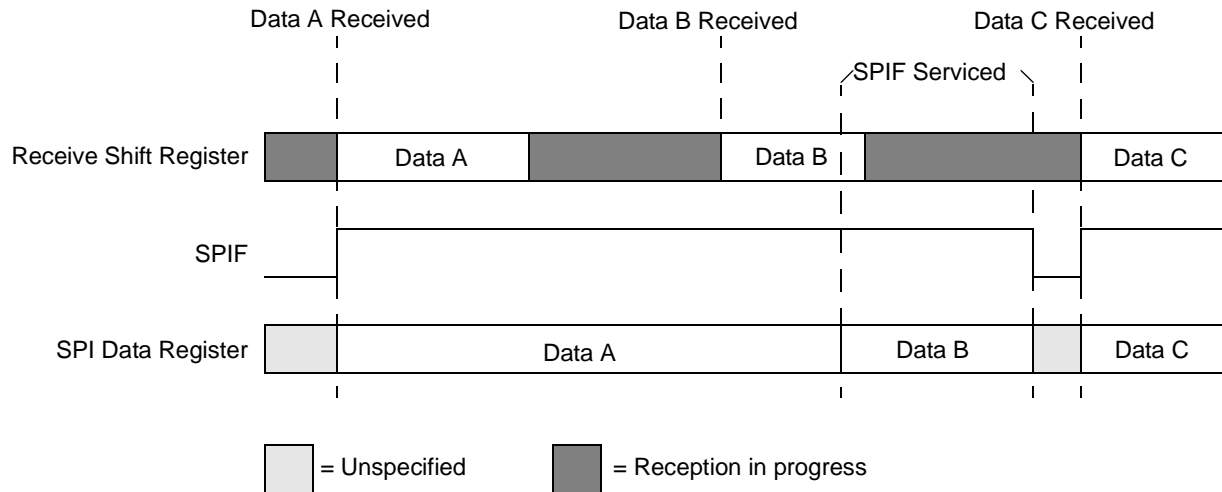 Data A Received
Data B Received
Data C Received
SPIF Serviced
Receive Shift Register
Data A
Data B
Data C
SPIF
SPI Data Register
Data A
Data B
Data C
= Unspecified
= Reception in progress